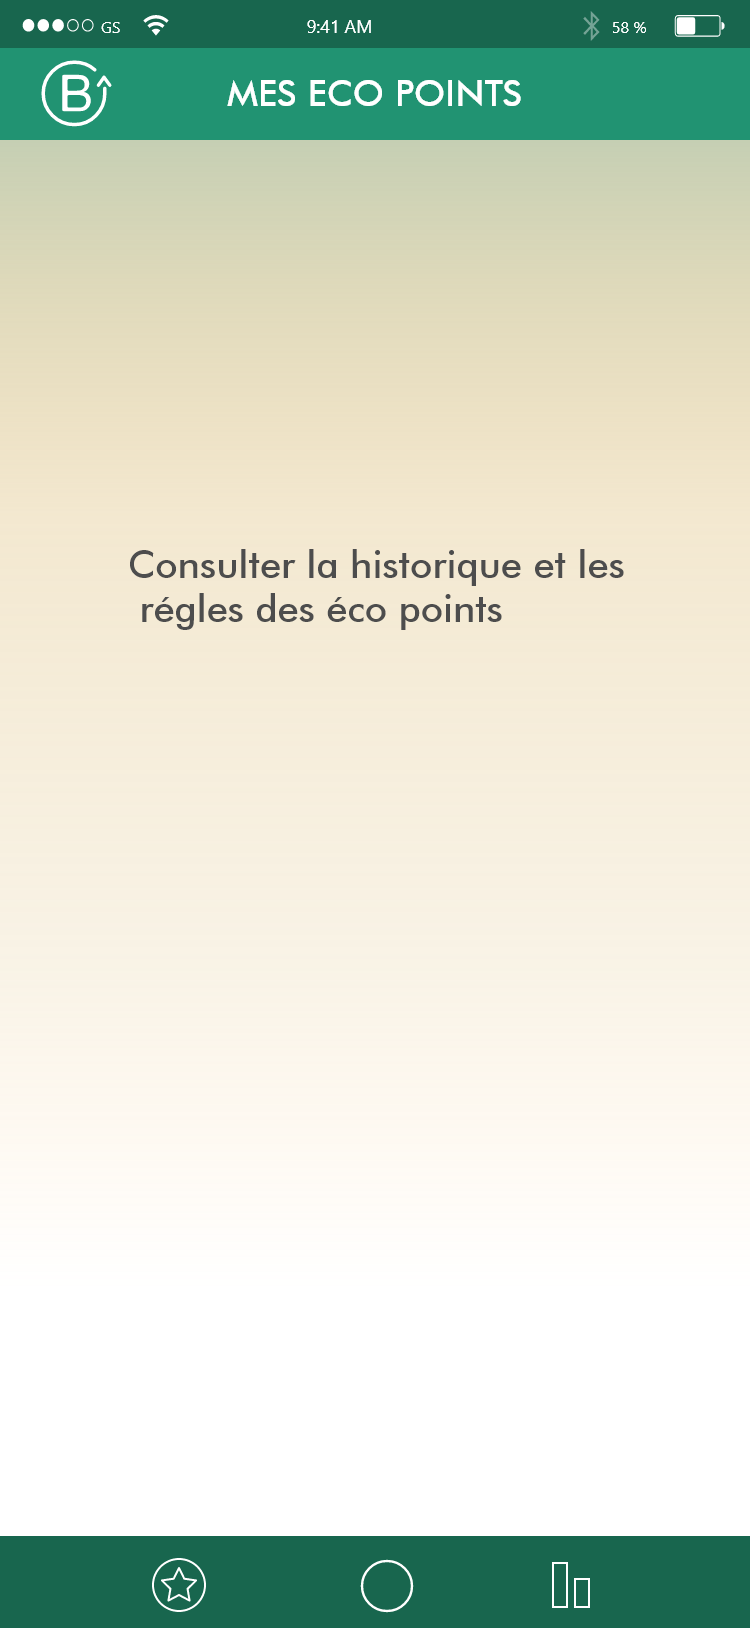 GS 9:41 AM 58 %
B MES ECO POINTS
Consulter la historique et les
régles des éco points